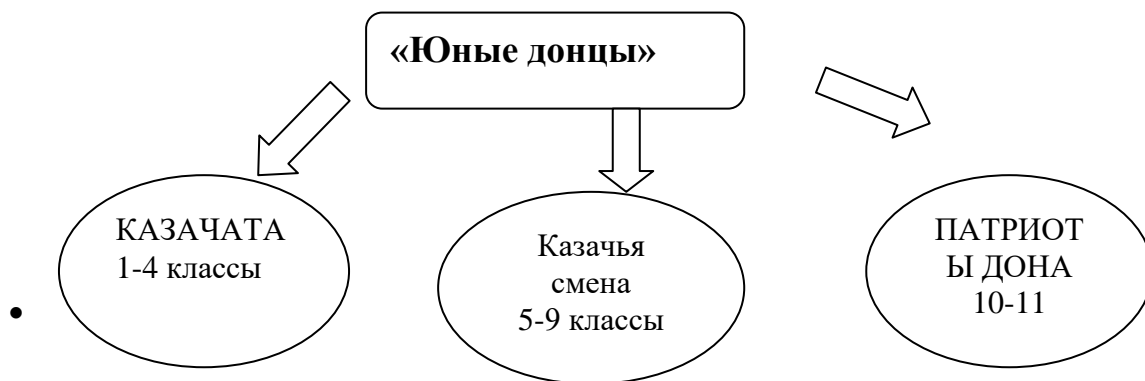 «Юные донцы»
КАЗАЧАТА
1-4 классы
Казачья
смена
5-9 классы
ПАТРИОТ
Ы ДОНА
10-11